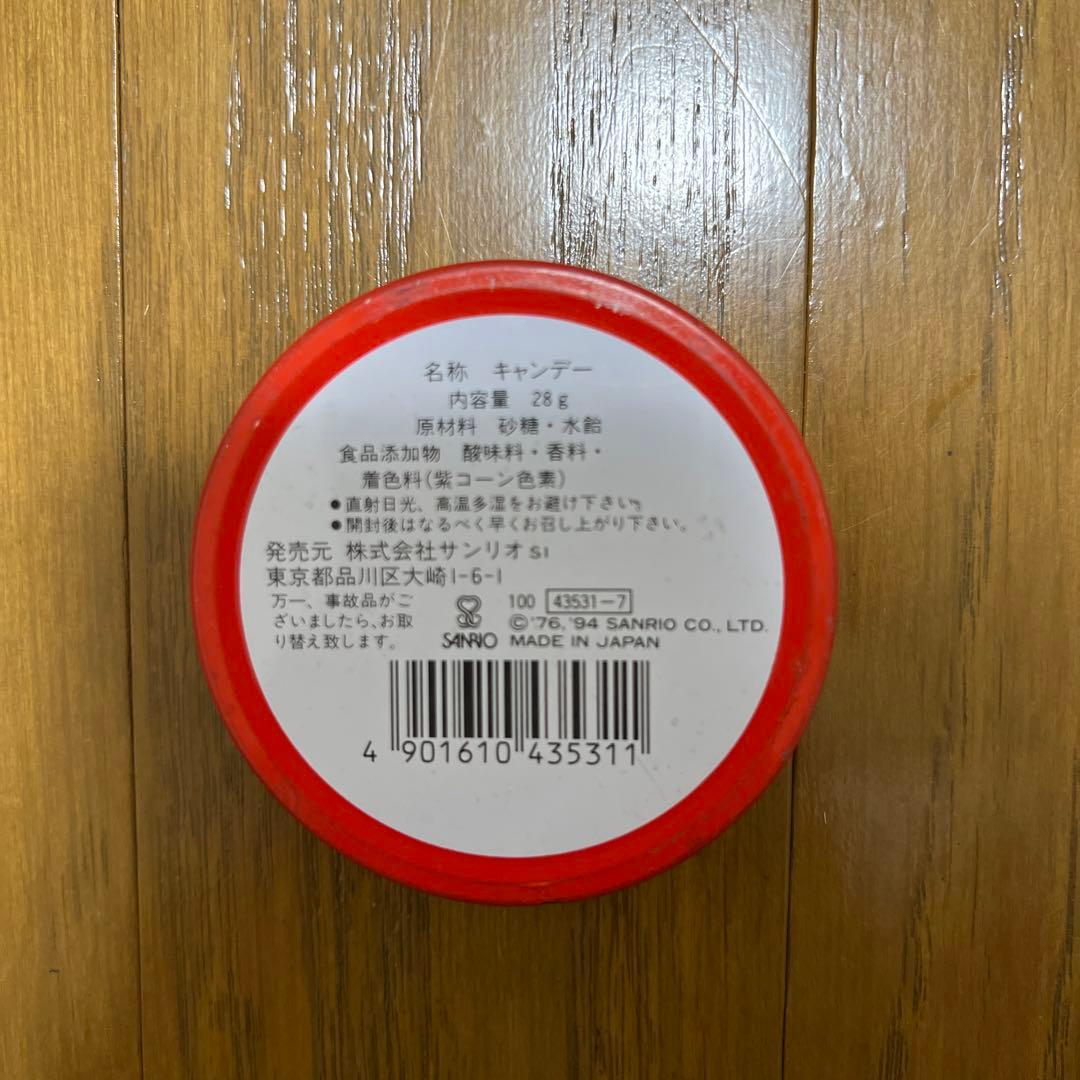 名称　キャンデー
内容量　28g
原材料　砂糖・水飴
食品添加物　酸味料・香料・
着色料(紫コーン色素)
●直射日光、高温多湿をお避け下さい。
●開封後はなるべく早くお召し上がり下さい。
発売元　株式会社サンリオ SI
東京都品川区大崎1-6-1
万一、事故品がご
ざいましたら、お取
り替え致します。
SANRIO
100　43531-7
©'76,'94 SANRIO CO., LTD.
MADE IN JAPAN
4 901610 435311